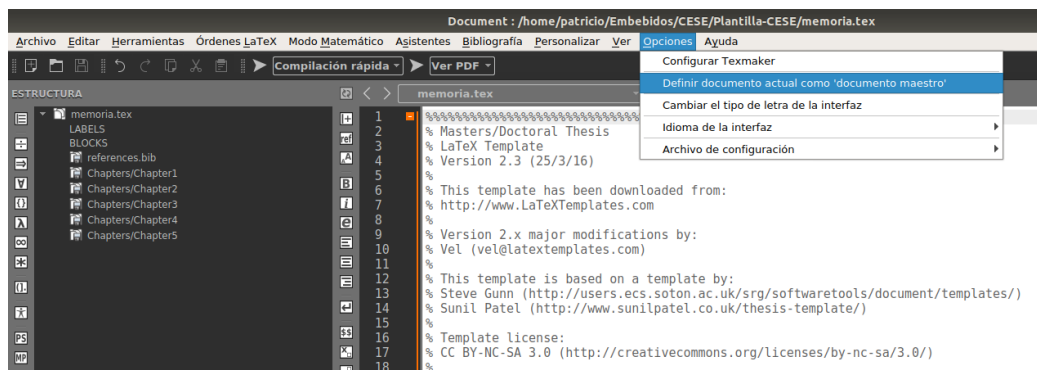 Document : /home/patricio/Embebidos/CESE/Plantilla-CESE/memoria.tex
Archivo Editar Herramientas Órdenes LaTeX Modo Matemático Asistentes Bibliografía Personalizar Ver Opciones Ayuda
Compilación rápida Ver PDF
Configurar Texmaker
Definir documento actual como 'documento maestro'
Cambiar el tipo de letra de la interfaz
Idioma de la interfaz
Archivo de configuración
ESTRUCTURA
memoria.tex
LABELS
BLOCKS
references.bib
Chapters/Chapter1
Chapters/Chapter2
Chapters/Chapter3
Chapters/Chapter4
Chapters/Chapter5
memoria.tex
1 %%%%%%%%%%%%%%%%%%%%%%%%%%%%%
2 % Masters/Doctoral Thesis
3 % LaTeX Template
4 % Version 2.3 (25/3/16)
5 %
6 % This template has been downloaded from:
7 % http://www.LaTeXTemplates.com
8 %
9 % Version 2.x major modifications by:
10 % Vel (vel@latextemplates.com)
11 %
12 % This template is based on a template by:
13 % Steve Gunn (http://users.ecs.soton.ac.uk/srg/softwaretools/document/templates/)
14 % Sunil Patel (http://www.sunilpatel.co.uk/thesis-template/)
15 %
16 % Template license:
17 % CC BY-NC-SA 3.0 (http://creativecommons.org/licenses/by-nc-sa/3.0/)
18 %